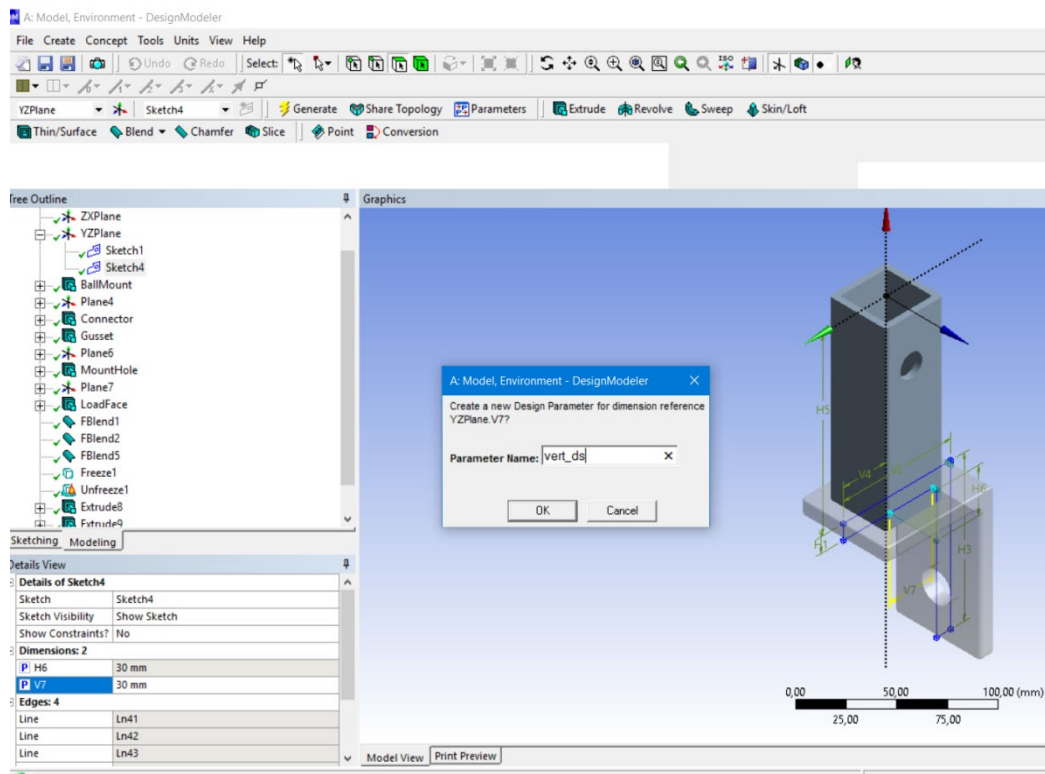 A: Model, Environment - DesignModeler
File Create Concept Tools Units View Help
Undo Redo Select:
YZPlane Sketch4 Generate Share Topology Parameters Extrude Revolve Sweep Skin/Loft
Thin/Surface Blend Chamfer Slice Point Conversion
Tree Outline
ZXPlane
YZPlane
Sketch1
Sketch4
BallMount
Plane4
Connector
Gusset
Plane6
MountHole
Plane7
LoadFace
FBlend1
FBlend2
FBlend5
Freeze1
Unfreeze1
Extrude8
Extrude9
Sketching Modeling
Details View
Details of Sketch4
Sketch Sketch4
Sketch Visibility Show Sketch
Show Constraints? No
Dimensions: 2
P H6 30 mm
P V7 30 mm
Edges: 4
Line Ln41
Line Ln42
Line Ln43
Graphics
A: Model, Environment - DesignModeler
Create a new Design Parameter for dimension reference
YZPlane.V7?
Parameter Name: vert_ds
OK Cancel
H5
V4
H6
H1
H3
V7
0,00 50,00 100,00 (mm)
25,00 75,00
Model View Print Preview